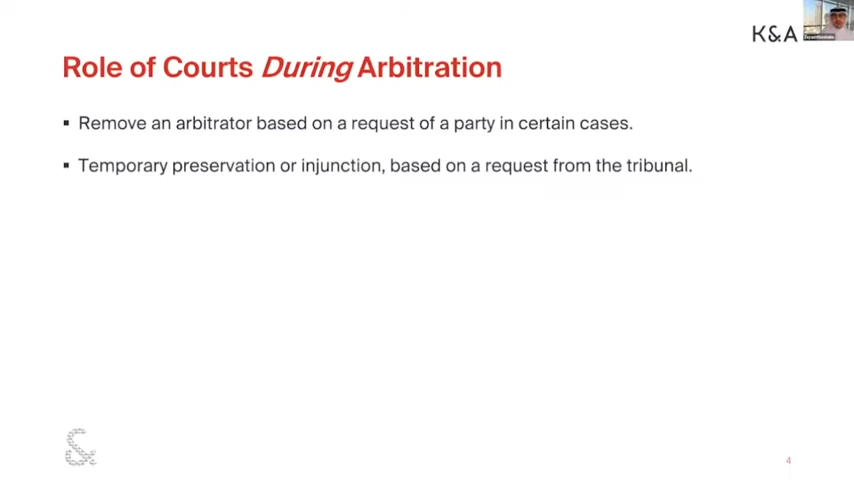 K&A
Role of Courts During Arbitration
▪ Remove an arbitrator based on a request of a party in certain cases.
▪ Temporary preservation or injunction, based on a request from the tribunal.
&
4